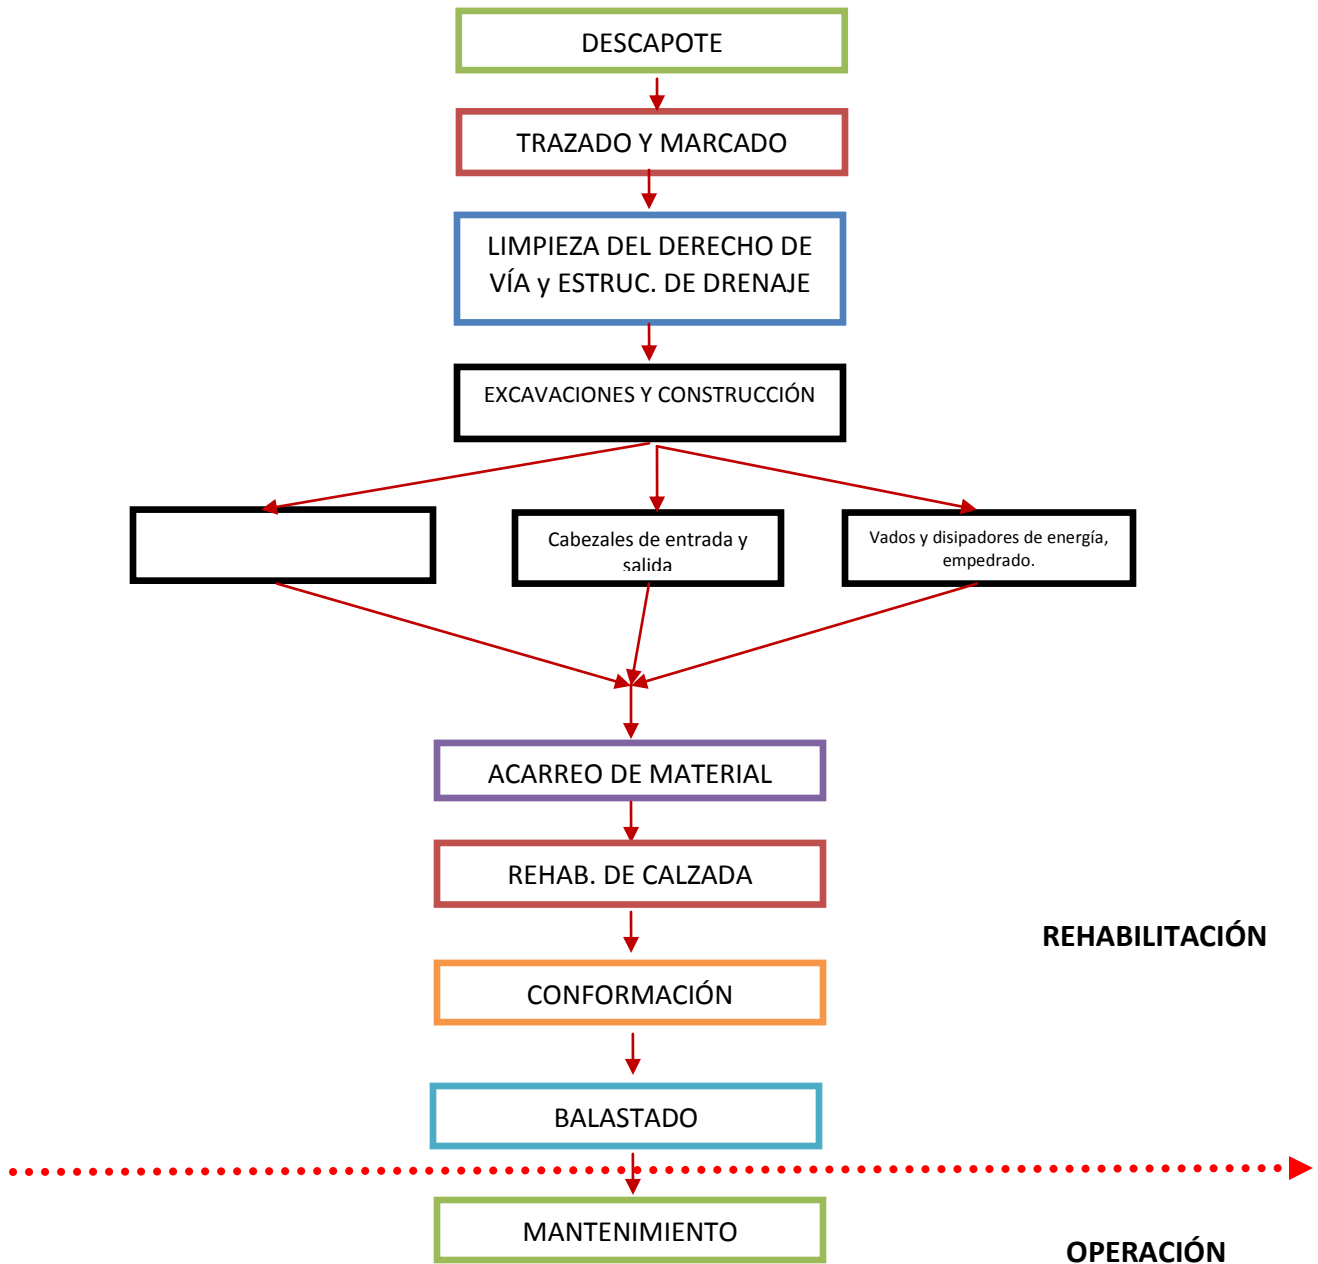 DESCAPOTE
TRAZADO Y MARCADO
LIMPIEZA DEL DERECHO DE
VÍA y ESTRUC. DE DRENAJE
EXCAVACIONES Y CONSTRUCCIÓN
Cabezales de entrada y
salida
Vados y disipadores de energía,
empedrado.
ACARREO DE MATERIAL
REHAB. DE CALZADA
REHABILITACIÓN
CONFORMACIÓN
BALASTADO
MANTENIMIENTO
OPERACIÓN